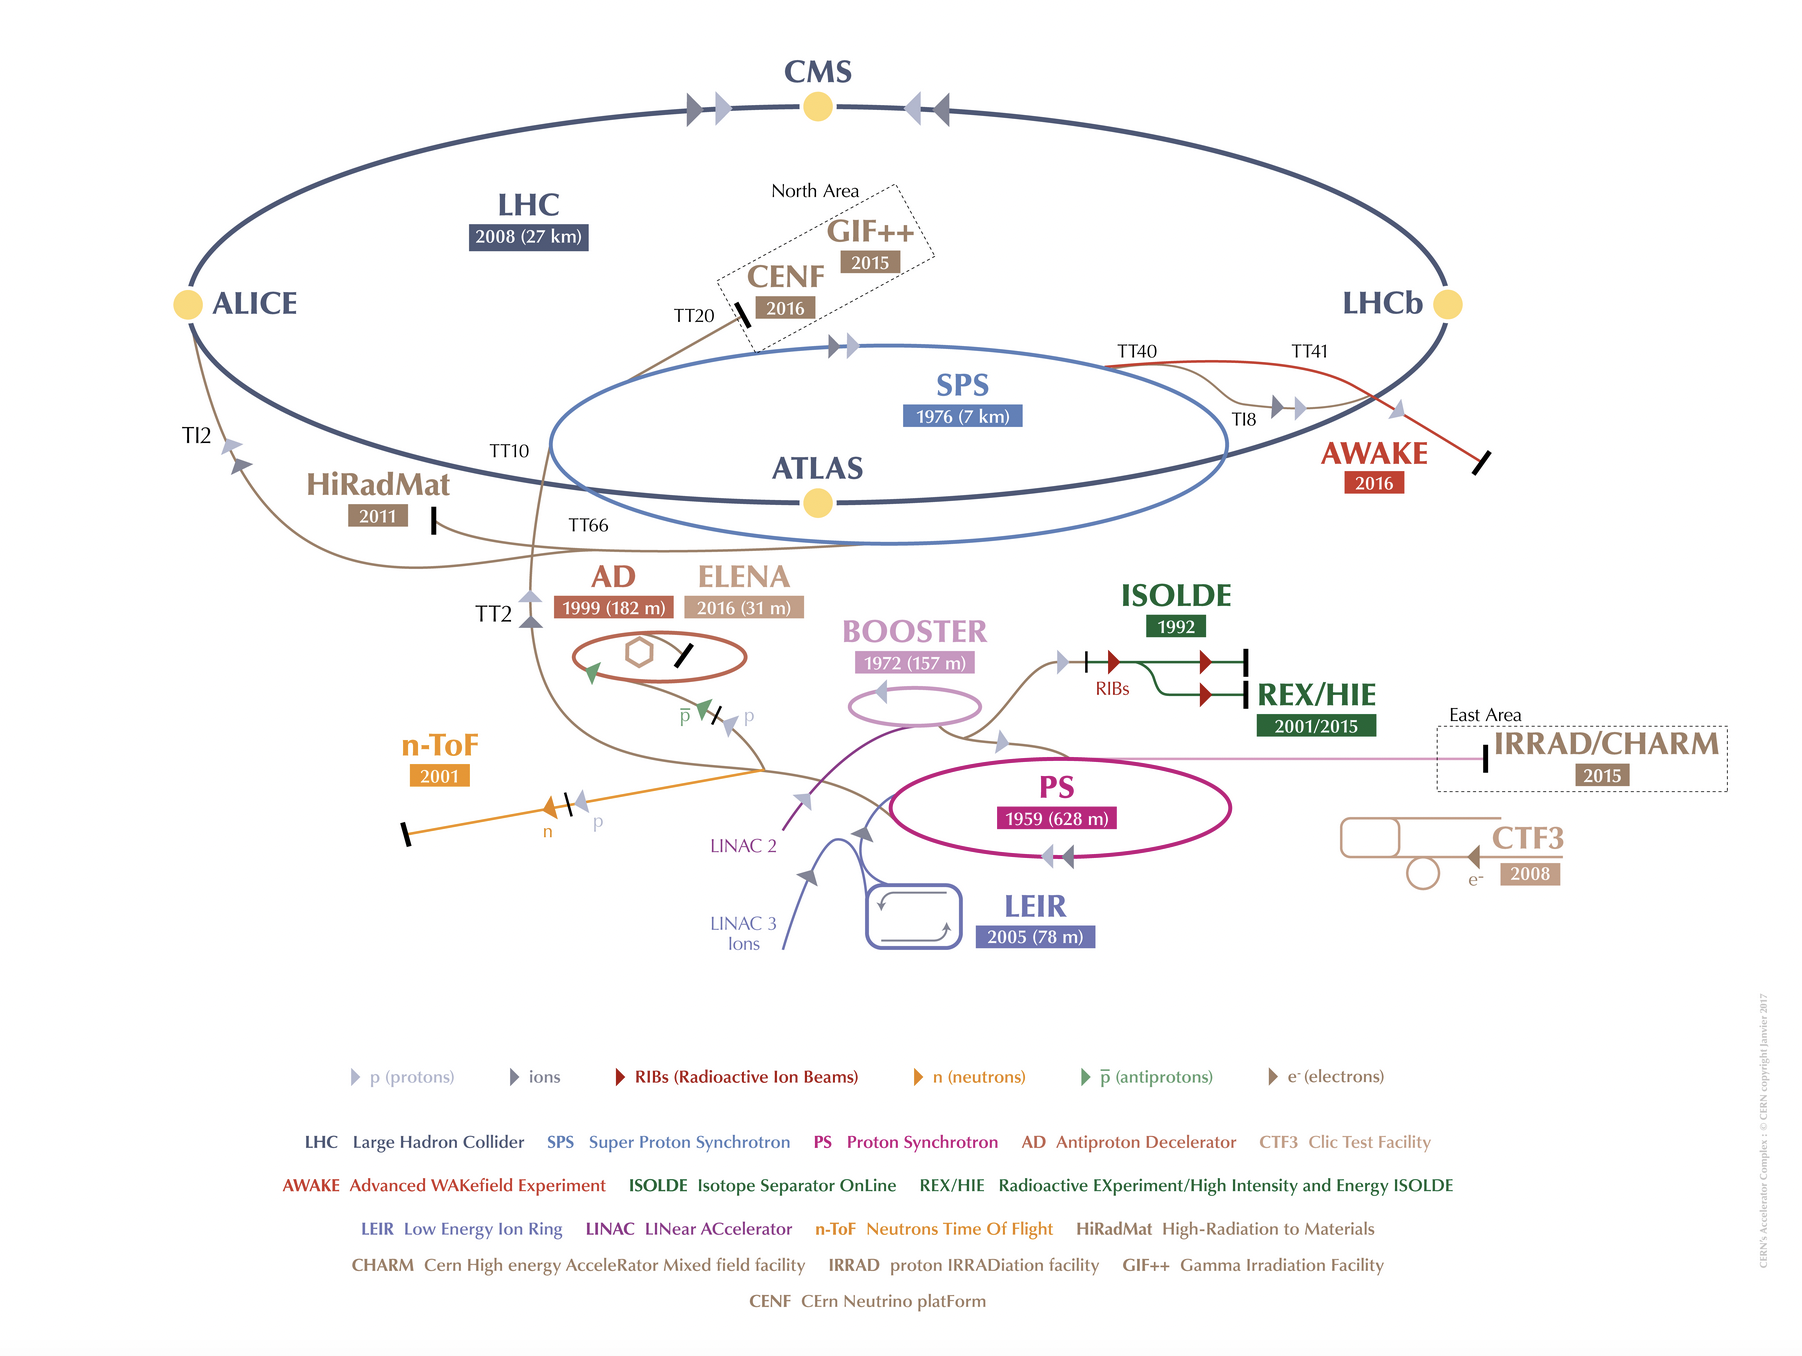 CMS
North Area
LHC
2008 (27 km)
GIF++
2015
CENF
2016
ALICE
LHCb
TT20
TT40
TT41
SPS
1976 (7 km)
TI8
TI2
TT10
ATLAS
AWAKE
2016
HiRadMat
2011
TT66
AD
1999 (182 m)
ELENA
2016 (31 m)
TT2
ISOLDE
1992
BOOSTER
1972 (157 m)
RIBs
REX/HIE
2001/2015
p̅
p
East Area
IRRAD/CHARM
2015
n-ToF
2001
n
p
PS
1959 (628 m)
LINAC 2
CTF3
2008
e-
LEIR
2005 (78 m)
LINAC 3
Ions
p (protons) ions RIBs (Radioactive Ion Beams) n (neutrons) p̅ (antiprotons) e- (electrons)
LHC Large Hadron Collider SPS Super Proton Synchrotron PS Proton Synchrotron AD Antiproton Decelerator CTF3 Clic Test Facility
AWAKE Advanced WAKefield Experiment ISOLDE Isotope Separator OnLine REX/HIE Radioactive EXperiment/High Intensity and Energy ISOLDE
LEIR Low Energy Ion Ring LINAC LINear ACcelerator n-ToF Neutrons Time Of Flight HiRadMat High-Radiation to Materials
CHARM Cern High energy AcceleRator Mixed field facility IRRAD proton IRRADiation facility GIF++ Gamma Irradiation Facility
CENF CErn Neutrino platForm
CERN's Accelerator Complex : © CERN copyright Janvier 2017